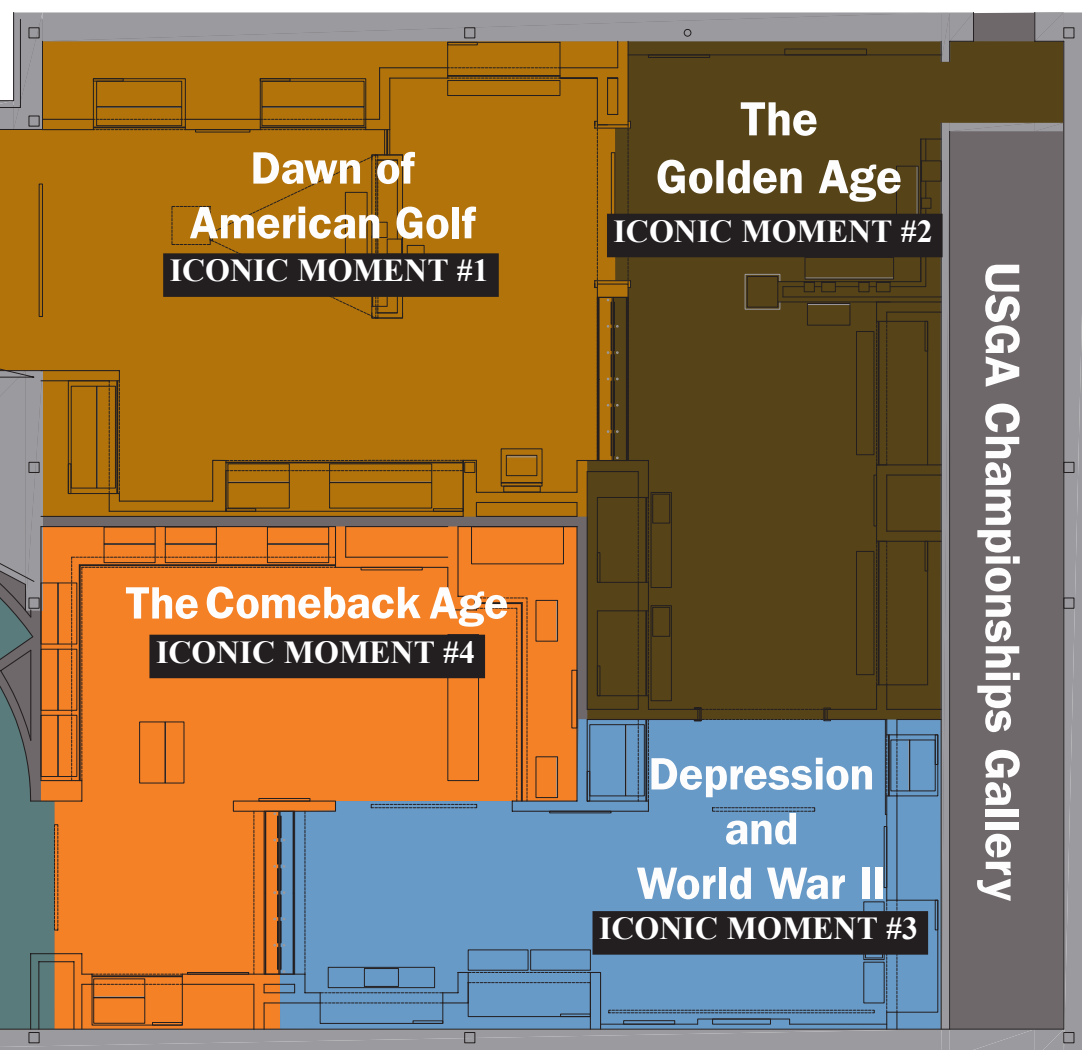 Dawn of
American Golf
ICONIC MOMENT #1
The
Golden Age
ICONIC MOMENT #2
USGA Championships Gallery
The Comeback Age
ICONIC MOMENT #4
Depression
and
World War II
ICONIC MOMENT #3